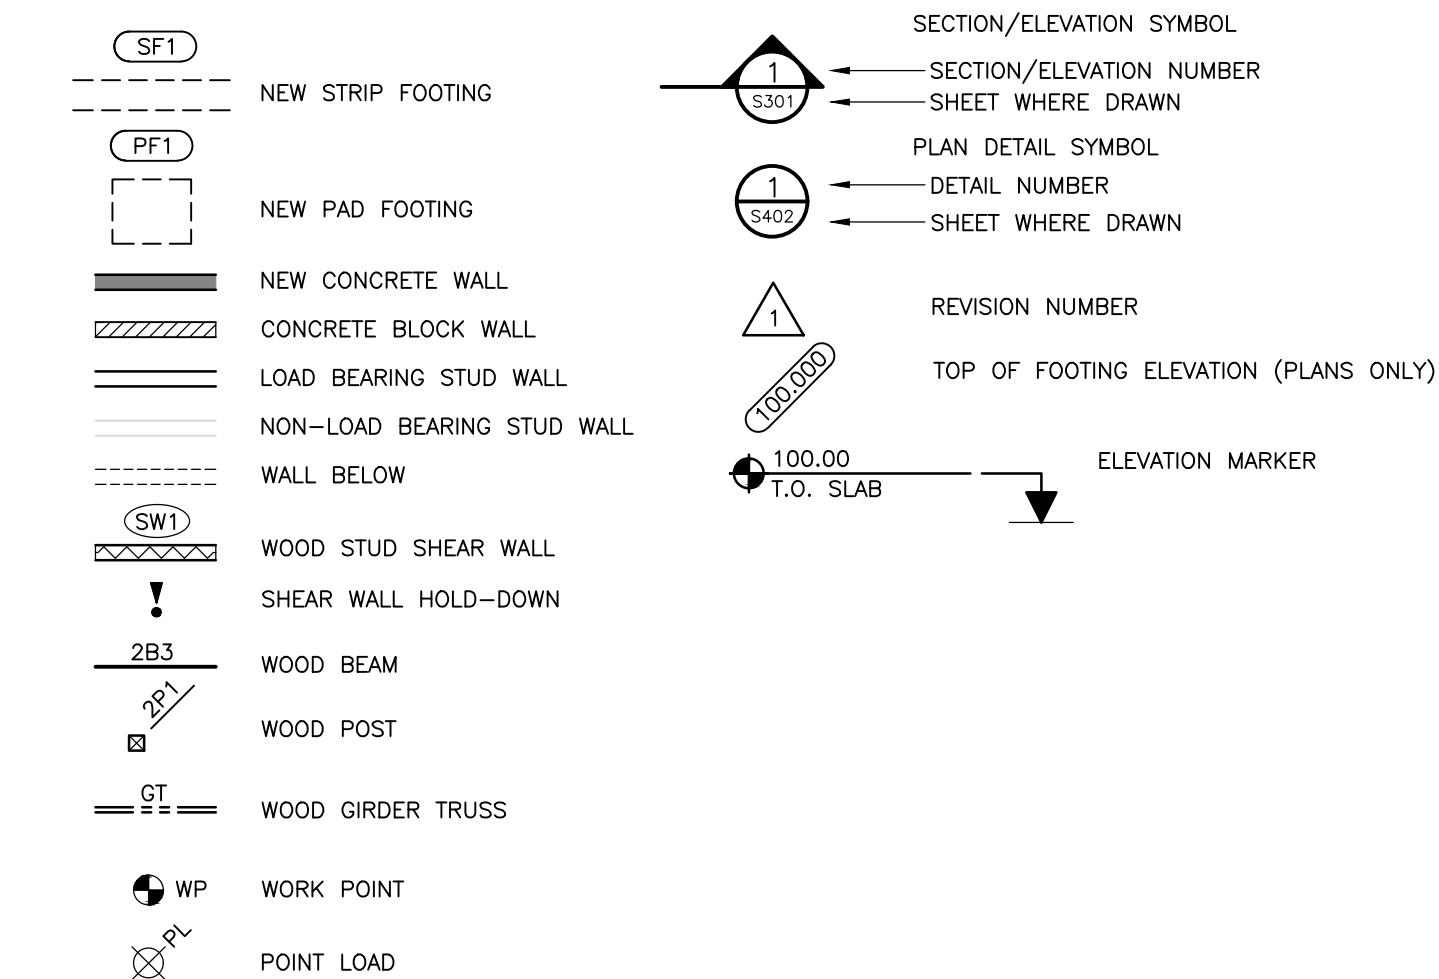 SF1
NEW STRIP FOOTING
PF1
NEW PAD FOOTING
NEW CONCRETE WALL
CONCRETE BLOCK WALL
LOAD BEARING STUD WALL
NON-LOAD BEARING STUD WALL
WALL BELOW
SW1
WOOD STUD SHEAR WALL
SHEAR WALL HOLD-DOWN
2B3
WOOD BEAM
2P1
WOOD POST
GT
WOOD GIRDER TRUSS
WP WORK POINT
PL
POINT LOAD
SECTION/ELEVATION SYMBOL
1
SECTION/ELEVATION NUMBER
S301
SHEET WHERE DRAWN
PLAN DETAIL SYMBOL
1
DETAIL NUMBER
S402
SHEET WHERE DRAWN
1
REVISION NUMBER
100.000
TOP OF FOOTING ELEVATION (PLANS ONLY)
100.00
T.O. SLAB
ELEVATION MARKER